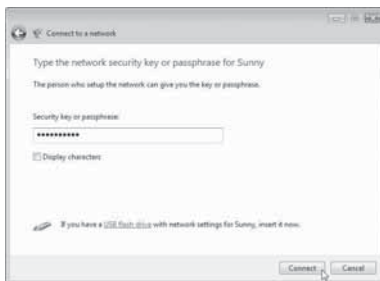 Connect to a network
Type the network security key or passphrase for Sunny
The person who setup the network can give you the key or passphrase.
Security key or passphrase:
••••••••••
Display characters
If you have a USB flash drive with network settings for Sunny, insert it now.
Connect
Cancel